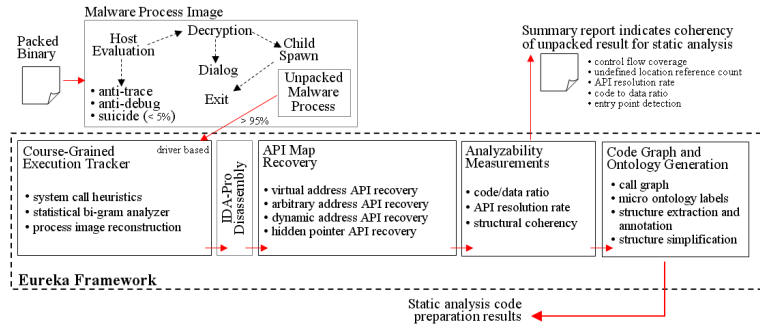 Malware Process Image
Packed
Binary
Host
Evaluation
Decryption
Child
Spawn
Dialog
Exit
• anti-trace
• anti-debug
• suicide (< 5%)
Unpacked
Malware
Process
> 95%
Summary report indicates coherency
of unpacked result for static analysis
• control flow coverage
• undefined location reference count
• API resolution rate
• code to data ratio
• entry point detection
Course-Grained
Execution Tracker
driver based
• system call heuristics
• statistical bi-gram analyzer
• process image reconstruction
IDA-Pro
Disassembly
API Map
Recovery
• virtual address API recovery
• arbitrary address API recovery
• dynamic address API recovery
• hidden pointer API recovery
Analyzability
Measurements
• code/data ratio
• API resolution rate
• structural coherency
Code Graph and
Ontology Generation
• call graph
• micro ontology labels
• structure extraction and
annotation
• structure simplification
Eureka Framework
Static analysis code
preparation results